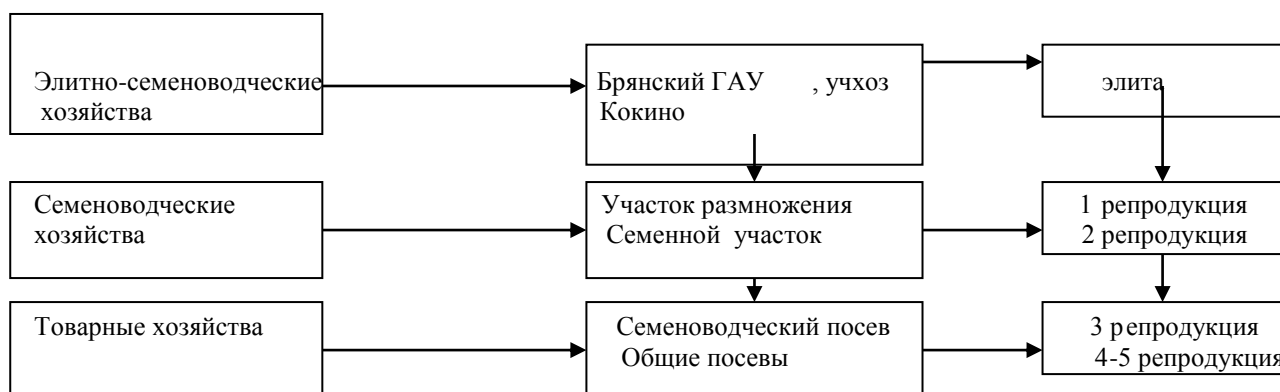 Элитно-семеноводческие
хозяйства
Брянский ГАУ , учхоз
Кокино
элита
Семеноводческие
хозяйства
Участок размножения
Семенной участок
1 репродукция
2 репродукция
Товарные хозяйства
Семеноводческий посев
Общие посевы
3 репродукция
4-5 репродукция